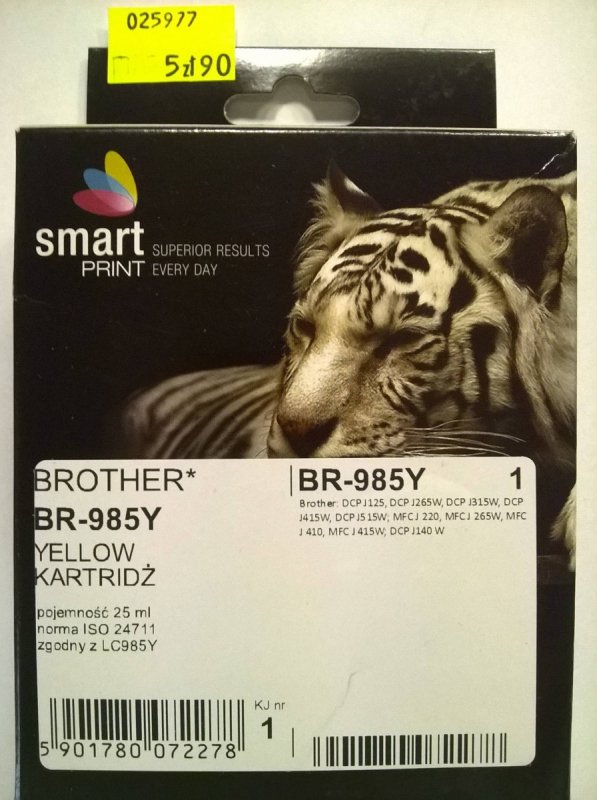 025977
5zł90
smart
PRINT
SUPERIOR RESULTS
EVERY DAY
BROTHER*
BR-985Y
YELLOW
KARTRIDŻ
pojemność 25 ml
norma ISO 24711
zgodny z LC985Y
BR-985Y 1
Brother: DCP J125, DCP J265W, DCP J315W, DCP
J415W, DCP J515W; MFC J 220, MFC J 265W, MFC
J 410, MFC J 415W; DCP J140 W
KJ nr
1
5 901780 072278